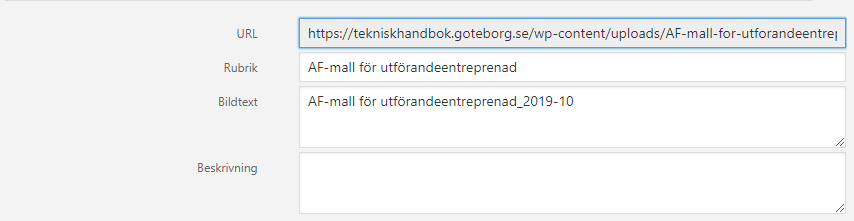 URL
https://tekniskhandbok.goteborg.se/wp-content/uploads/AF-mall-for-utforandeentrep
Rubrik
AF-mall för utförandeentreprenad
Bildtext
AF-mall för utförandeentreprenad_2019-10
Beskrivning